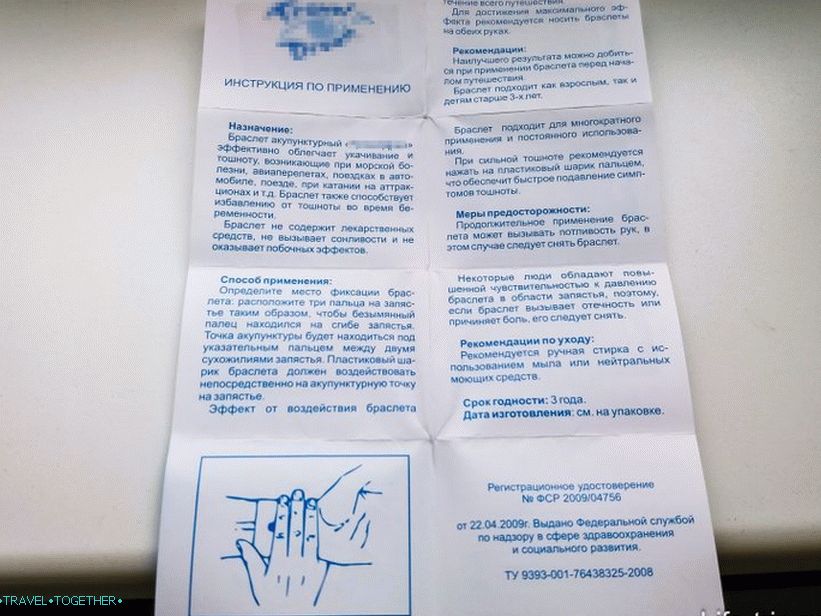 ИНСТРУКЦИЯ ПО ПРИМЕНЕНИЮ
Назначение:
Браслет акупунктурный «
эффективно облегчает укачивание и
тошноту, возникающие при морской бо-
лезни, авиаперелетах, поездках в авто-
мобиле, поезде, при катании на аттрак-
ционах и т.д. Браслет также способствует
избавлению от тошноты во время бе-
ременности.
Браслет не содержит лекарственных
средств, не вызывает сонливости и не
оказывает побочных эффектов.
Способ применения:
Определите место фиксации брас-
лета: расположите три пальца на запяс-
тье таким образом, чтобы безымянный
палец находился на сгибе запястья.
Точка акупунктуры будет находиться под
указательным пальцем между двумя
сухожилиями запястья. Пластиковый ша-
рик браслета должен воздействовать
непосредственно на акупунктурную точку
на запястье.
Эффект от воздействия браслета
течение всего путешествия.
Для достижения максимального эф-
фекта рекомендуется носить браслеты
на обеих руках.
Рекомендации:
Наилучшего результата можно добить-
ся при применении браслета перед нача-
лом путешествия.
Браслет подходит как взрослым, так и
детям старше 3-х лет.
Браслет подходит для многократного
применения и постоянного использова-
ния.
При сильной тошноте рекомендуется
нажать на пластиковый шарик пальцем,
что обеспечит быстрое подавление симп-
томов тошноты.
Меры предосторожности:
Продолжительное применение брас-
лета может вызывать потливость рук, в
этом случае следует снять браслет.
Некоторые люди обладают повы-
шенной чувствительностью к давлению
браслета в области запястья, поэтому,
если браслет вызывает отечность или
причиняет боль, его следует снять.
Рекомендации по уходу:
Рекомендуется ручная стирка с ис-
пользованием мыла или нейтральных
моющих средств.
Срок годности: 3 года.
Дата изготовления: см. на упаковке.
Регистрационное удостоверение
№ ФСР 2009/04756
от 22.04.2009г. Выдано Федеральной службой
по надзору в сфере здравоохранения
и социального развития.
ТУ 9393-001-76438325-2008
•TRAVEL•TOGETHER•